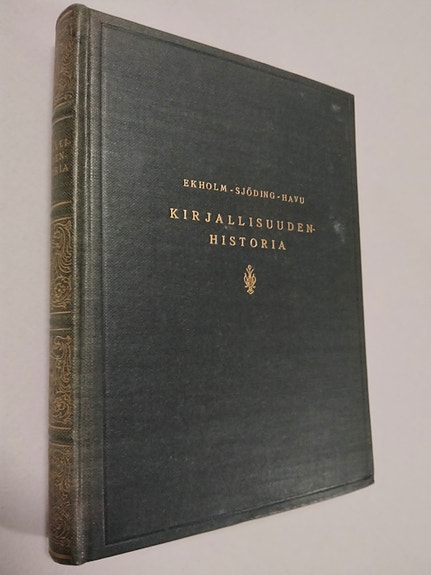 EKHOLM-SJÖDING-HAVU
KIRJALLISUUDEN-
HISTORIA